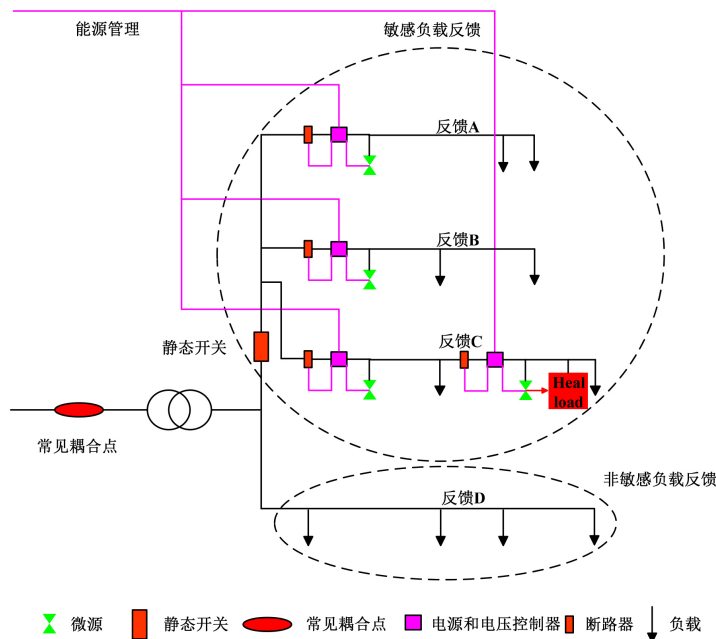 能源管理
敏感负载反馈
反馈A
反馈B
静态开关
反馈C
Heal
load
常见耦合点
非敏感负载反馈
反馈D
微源
静态开关
常见耦合点
电源和电压控制器
断路器
负载